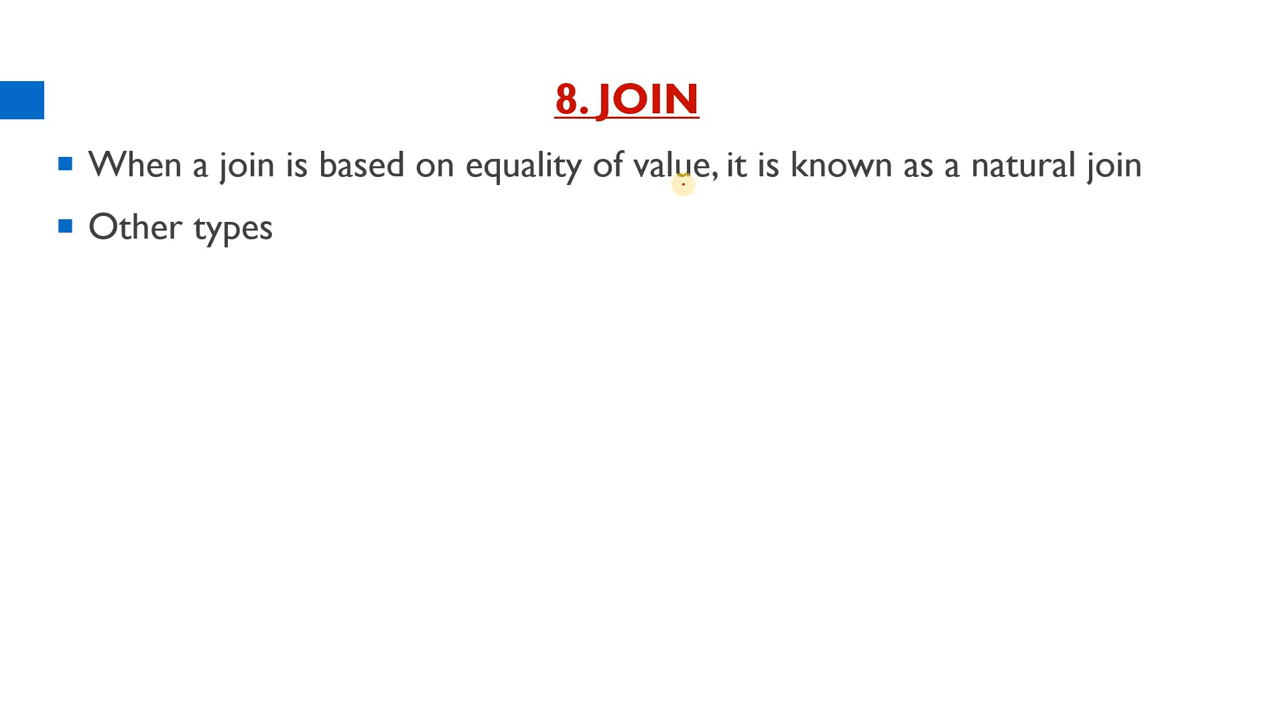 8. JOIN
When a join is based on equality of value, it is known as a natural join
Other types